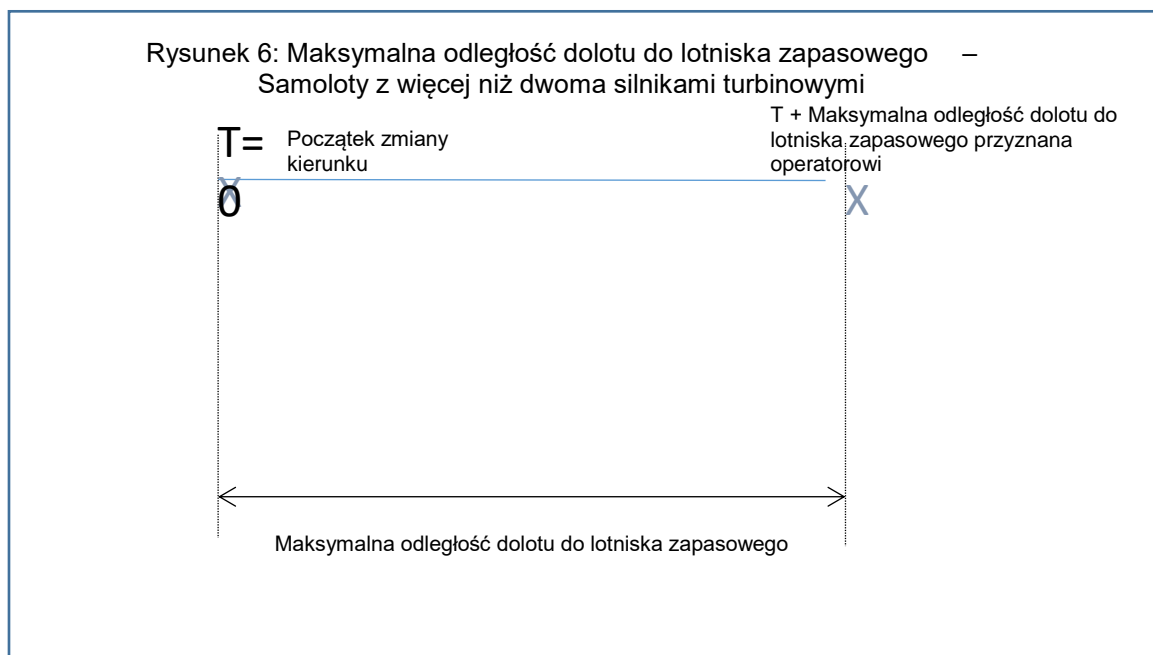 Rysunek 6: Maksymalna odległość dolotu do lotniska zapasowego –
Samoloty z więcej niż dwoma silnikami turbinowymi
T=
0
X
Początek zmiany
kierunku
T + Maksymalna odległość dolotu do
lotniska zapasowego przyznana
operatorowi
X
Maksymalna odległość dolotu do lotniska zapasowego